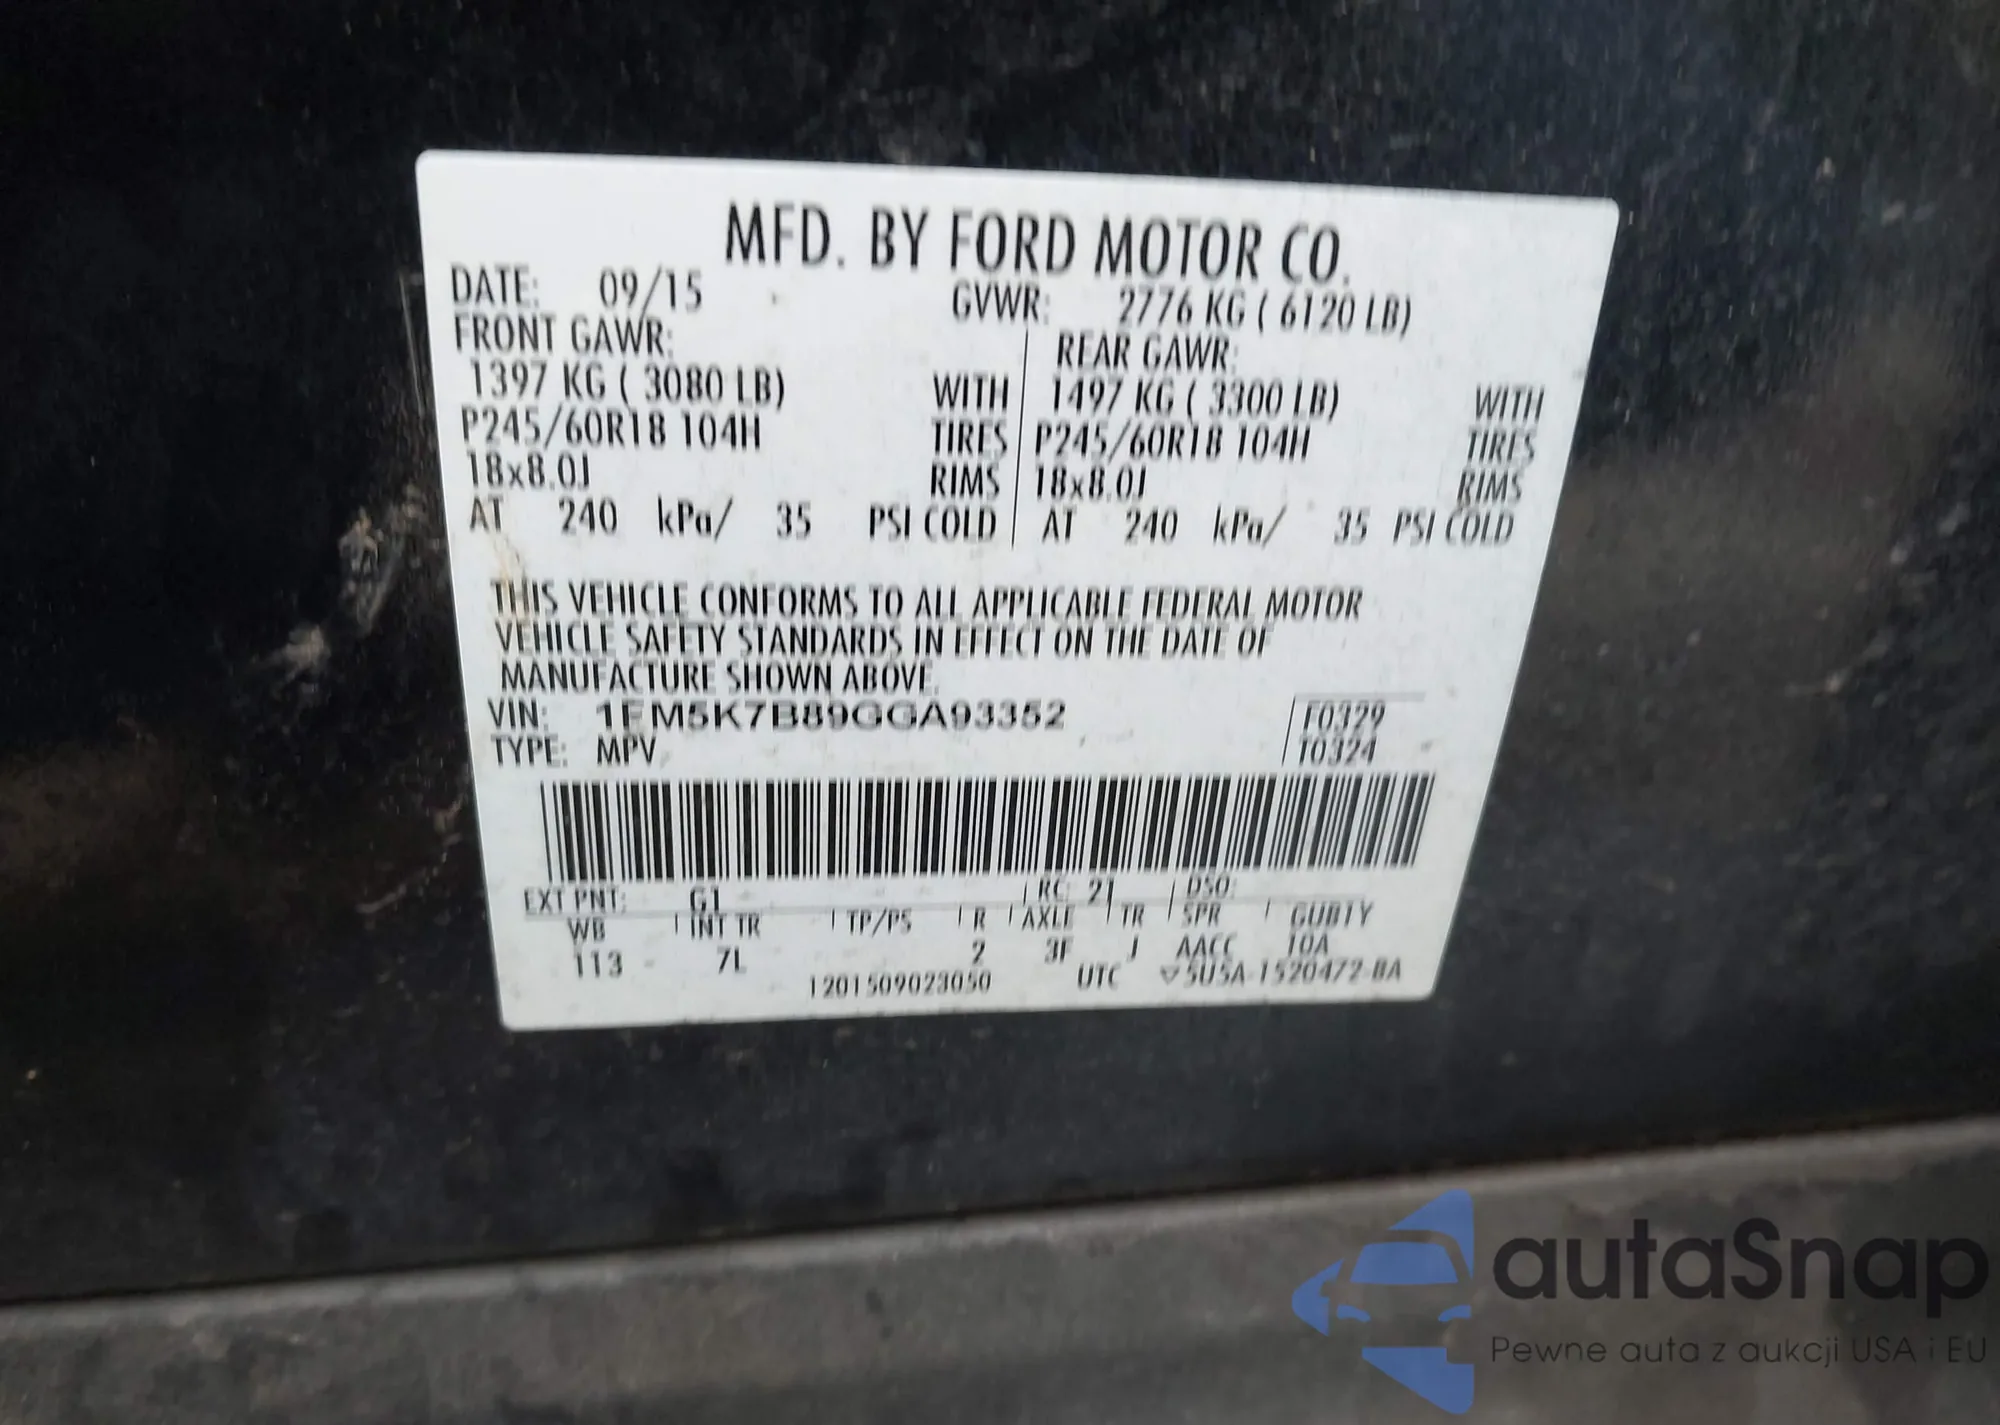 MFD. BY FORD MOTOR CO.
DATE: 09/15 GVWR: 2776 KG ( 6120 LB)
FRONT GAWR: REAR GAWR:
1397 KG ( 3080 LB) WITH 1497 KG ( 3300 LB) WITH
P245/60R18 104H TIRES P245/60R18 104H TIRES
18x8.0J RIMS 18x8.0J RIMS
AT 240 kPa/ 35 PSI COLD AT 240 kPa/ 35 PSI COLD
THIS VEHICLE CONFORMS TO ALL APPLICABLE FEDERAL MOTOR
VEHICLE SAFETY STANDARDS IN EFFECT ON THE DATE OF
MANUFACTURE SHOWN ABOVE.
VIN: 1FM5K7B89GGA93352 F0329
TYPE: MPV T0324
EXT PNT: G1 RC: 21 DSO:
WB INT TR TP/PS R AXLE TR SPR GUB1Y
113 7L 2 3F J AACC 10A
1201509023050 UTC ▽5U5A-1520472-BA
autaSnap
Pewne auta z aukcji USA i EU